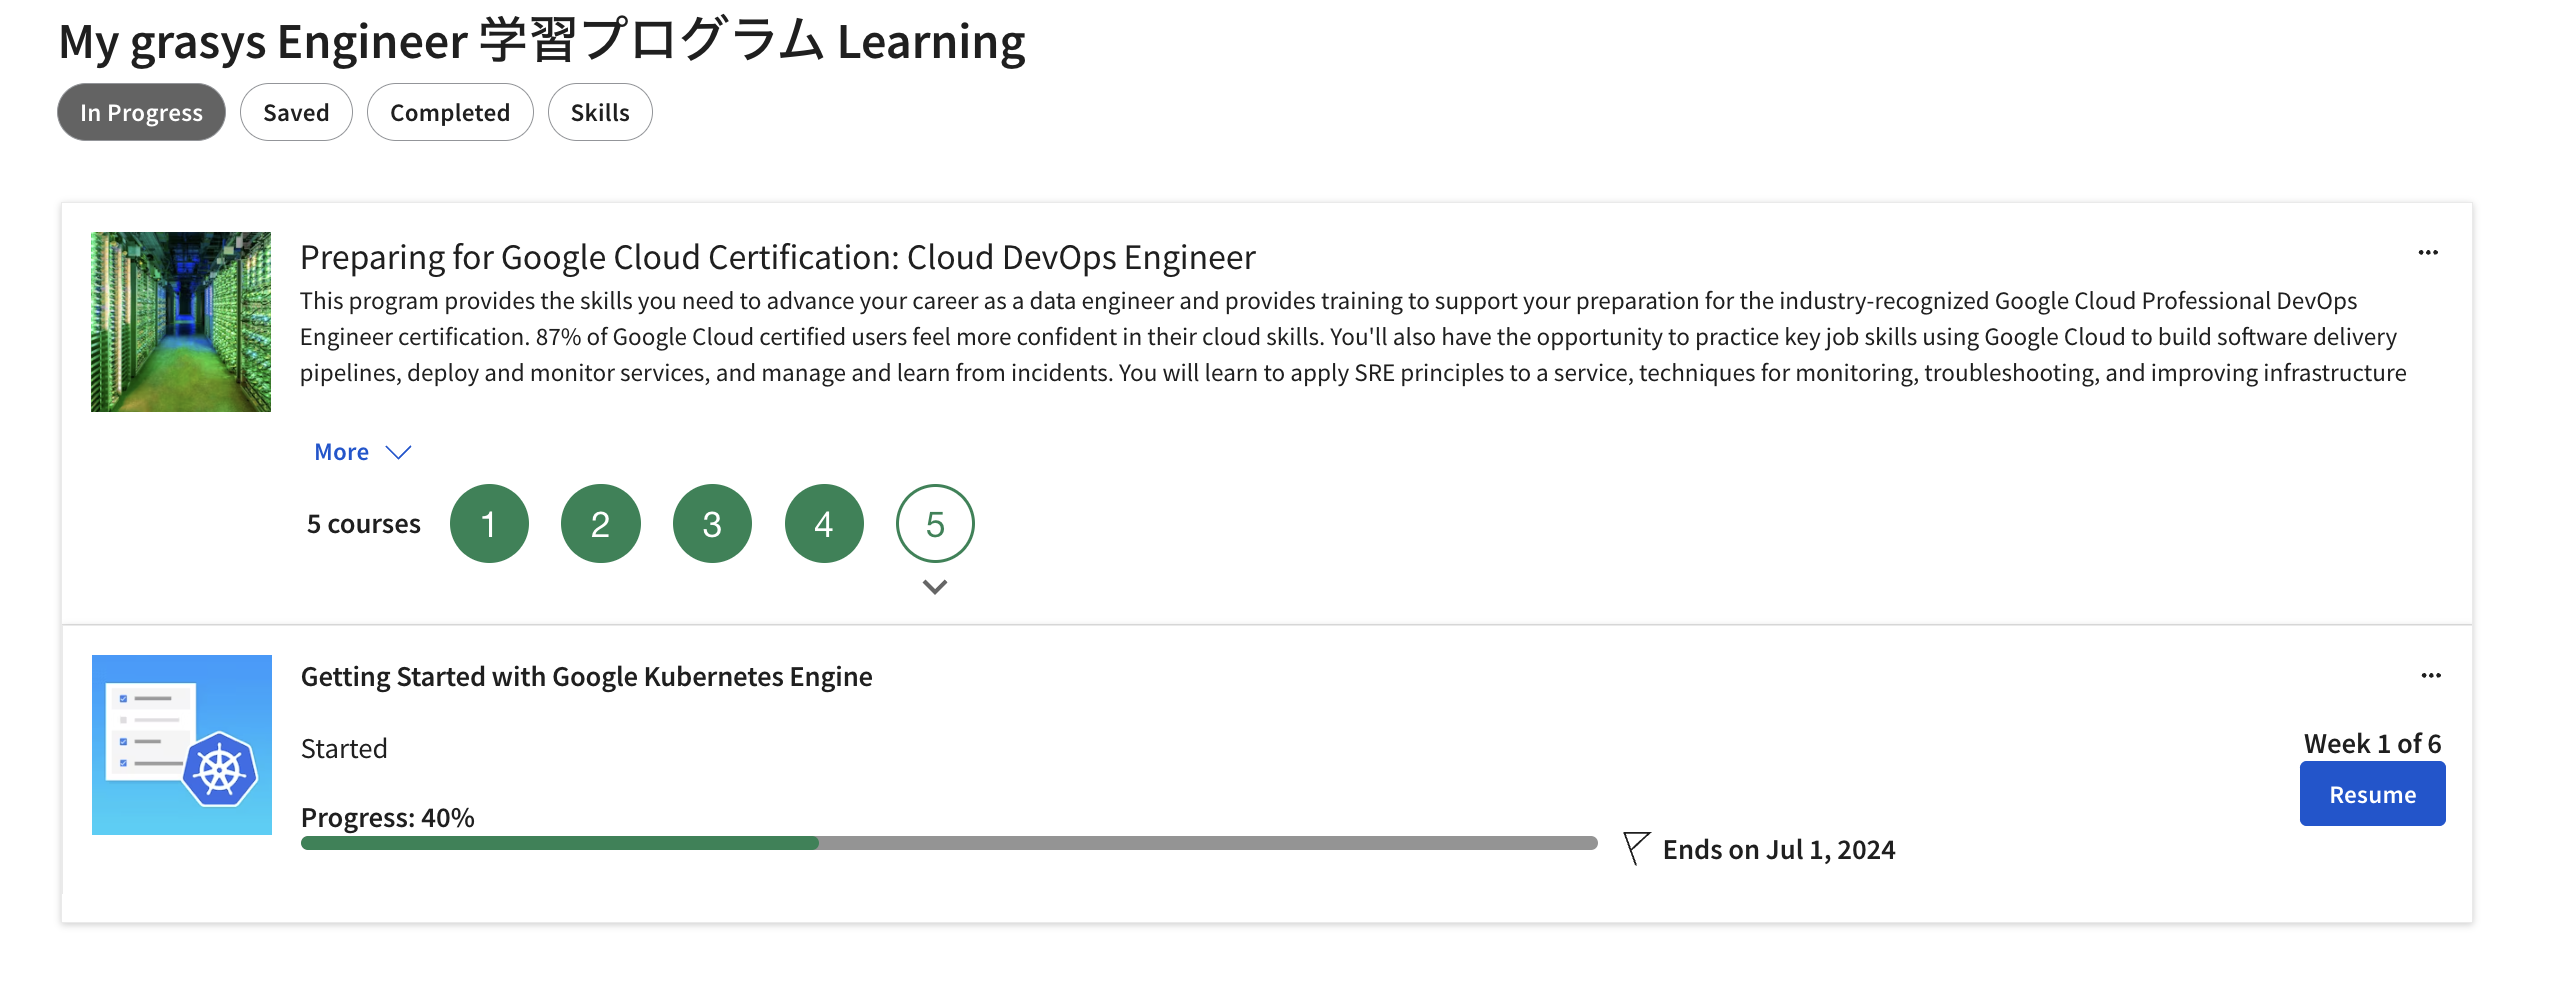 My grasys Engineer 学習プログラム Learning
In Progress
Saved
Completed
Skills
Preparing for Google Cloud Certification: Cloud DevOps Engineer
This program provides the skills you need to advance your career as a data engineer and provides training to support your preparation for the industry-recognized Google Cloud Professional DevOps
Engineer certification. 87% of Google Cloud certified users feel more confident in their cloud skills. You'll also have the opportunity to practice key job skills using Google Cloud to build software delivery
pipelines, deploy and monitor services, and manage and learn from incidents. You will learn to apply SRE principles to a service, techniques for monitoring, troubleshooting, and improving infrastructure
More
5 courses 1 2 3 4 5
Getting Started with Google Kubernetes Engine
Started
Week 1 of 6
Resume
Progress: 40%
Ends on Jul 1, 2024